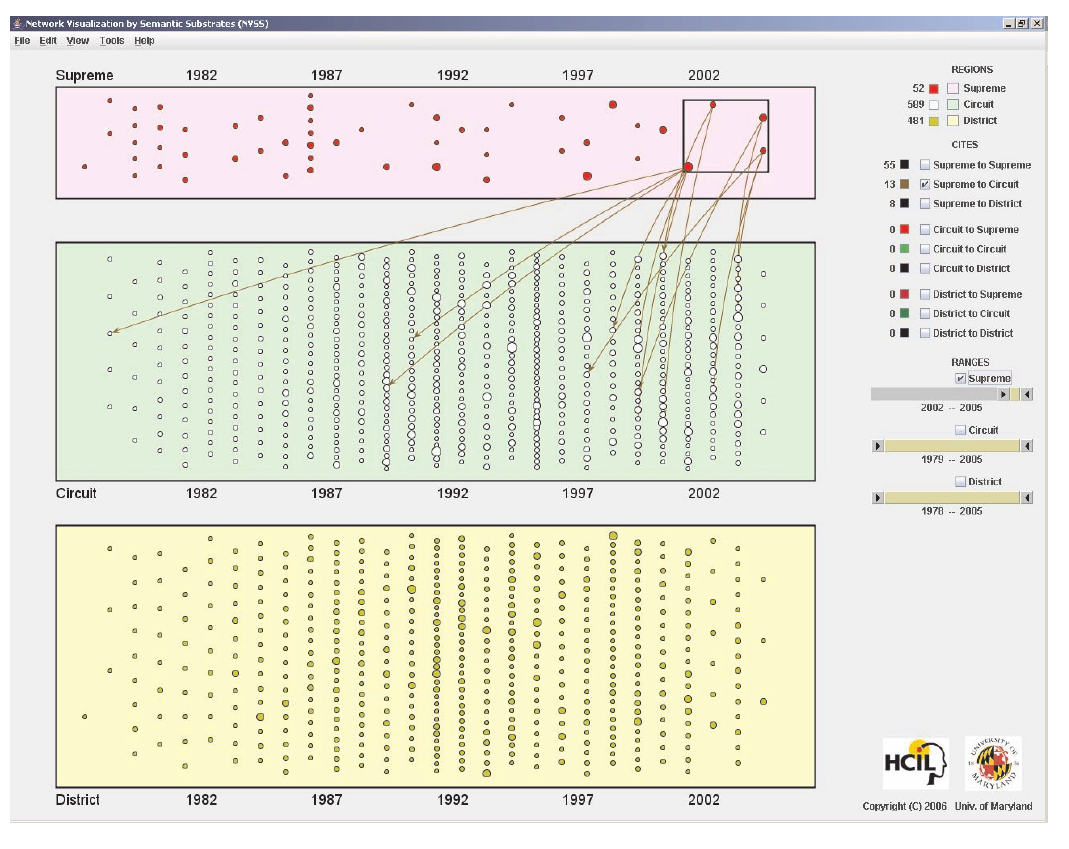 Network Visualization by Semantic Substrates (NVSS)
File Edit View Tools Help
Supreme 1982 1987 1992 1997 2002
Circuit 1982 1987 1992 1997 2002
District 1982 1987 1992 1997 2002
REGIONS
52 Supreme
589 Circuit
481 District
CITES
55 Supreme to Supreme
13 Supreme to Circuit
8 Supreme to District
0 Circuit to Supreme
0 Circuit to Circuit
0 Circuit to District
0 District to Supreme
0 District to Circuit
0 District to District
RANGES
Supreme
2002 -- 2005
Circuit
1979 -- 2005
District
1978 -- 2005
HCIL
UNIVERSITY OF MARYLAND
Copyright (C) 2006 Univ. of Maryland